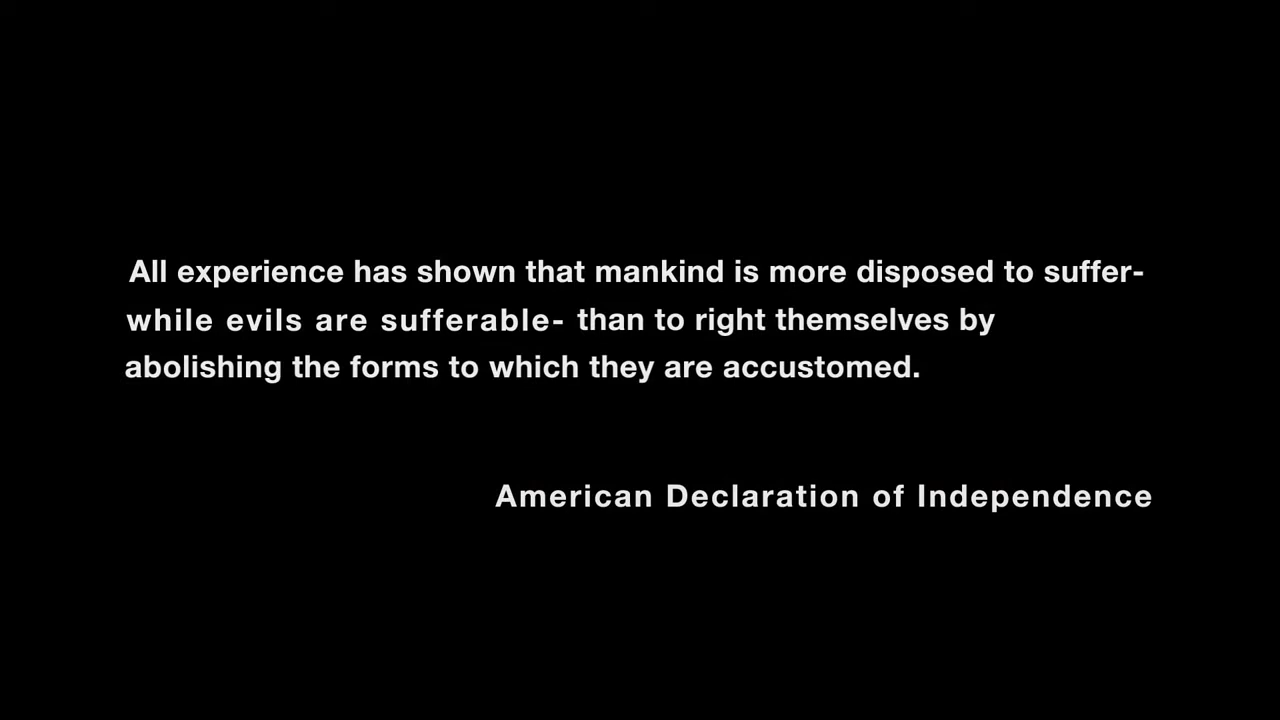 All experience has shown that mankind is more disposed to suffer-
while evils are sufferable- than to right themselves by
abolishing the forms to which they are accustomed.
American Declaration of Independence